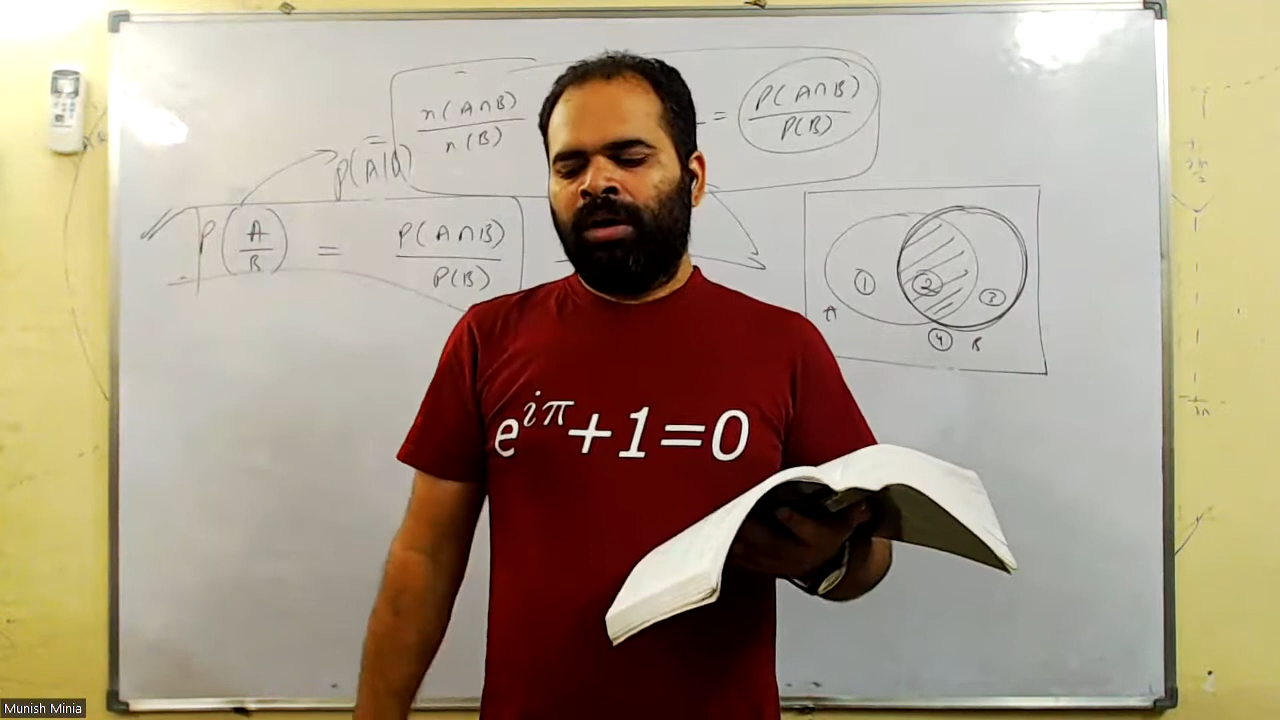 n(A∩B) / n(B) = P(A∩B) / P(B)
P(A|B)
P(A/B) = P(A∩B) / P(B)
1 2 3
A 4 B
e^iπ+1=0
Munish Minia